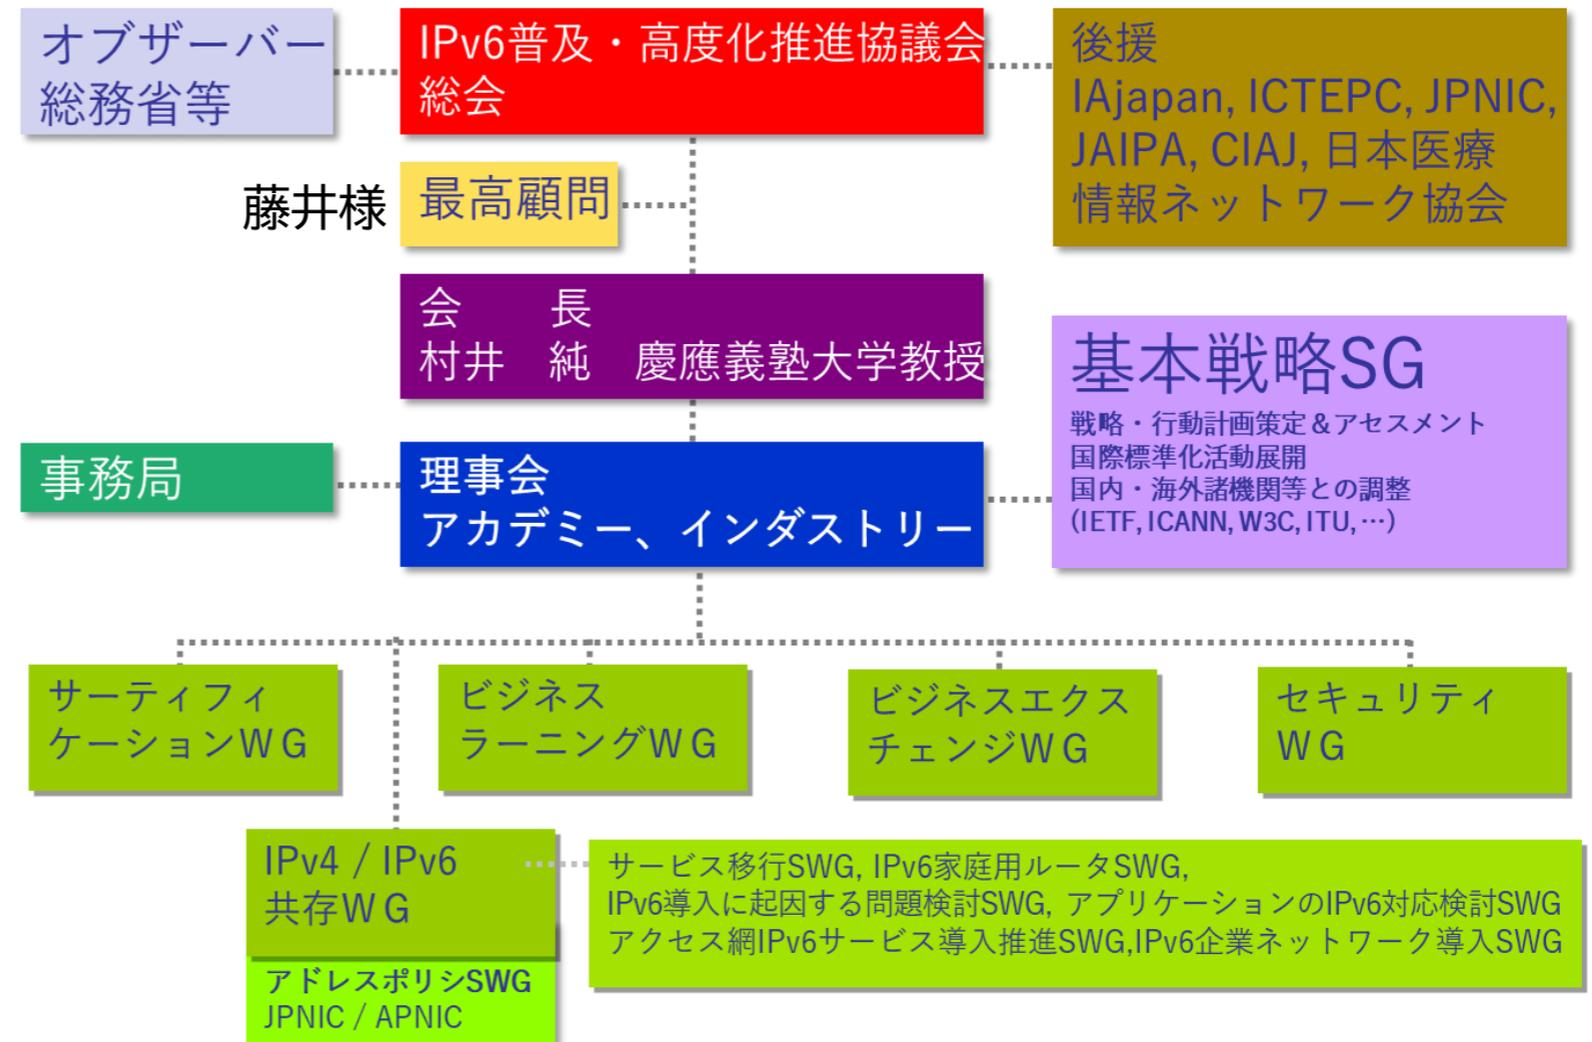 オブザーバー
総務省等
IPv6普及・高度化推進協議会
総会
後援
IAjapan, ICTEPC, JPNIC,
JAIPA, CIAJ, 日本医療
情報ネットワーク協会
藤井様
最高顧問
会　　長
村井　純　慶應義塾大学教授
基本戦略SG
戦略・行動計画策定＆アセスメント
国際標準化活動展開
国内・海外諸機関等との調整
(IETF, ICANN, W3C, ITU, …)
事務局
理事会
アカデミー、インダストリー
サーティフィ
ケーションＷＧ
ビジネス
ラーニングＷＧ
ビジネスエクス
チェンジＷＧ
セキュリティ
ＷＧ
IPv4 / IPv6
共存ＷＧ
アドレスポリシSWG
JPNIC / APNIC
サービス移行SWG, IPv6家庭用ルータSWG,
IPv6導入に起因する問題検討SWG, アプリケーションのIPv6対応検討SWG
アクセス網IPv6サービス導入推進SWG,IPv6企業ネットワーク導入SWG